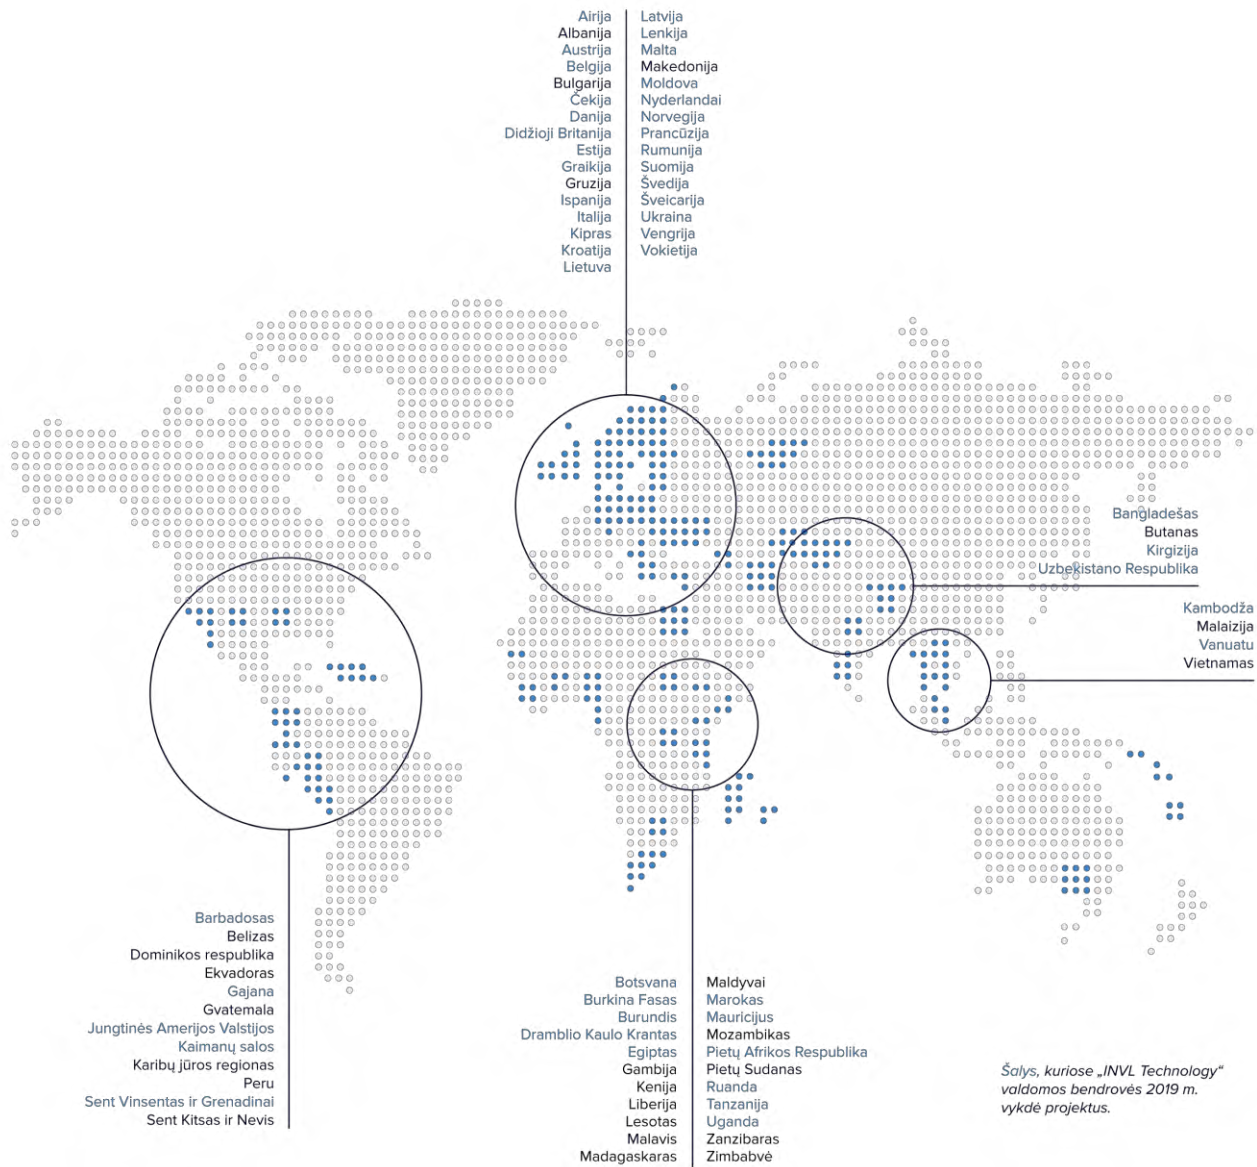 Airija
Albanija
Austrija
Belgija
Bulgarija
Čekija
Danija
Didžioji Britanija
Estija
Graikija
Gruzija
Ispanija
Italija
Kipras
Kroatija
Lietuva
Latvija
Lenkija
Malta
Makedonija
Moldova
Nyderlandai
Norvegija
Prancūzija
Rumunija
Suomija
Švedija
Šveicarija
Ukraina
Vengrija
Vokietija
Bangladešas
Butanas
Kirgizija
Uzbekistano Respublika
Kambodža
Malaizija
Vanuatu
Vietnamas
Barbadosas
Belizas
Dominikos respublika
Ekvadoras
Gajana
Gvatemala
Jungtinės Amerijos Valstijos
Kaimanų salos
Karibų jūros regionas
Peru
Sent Vinsentas ir Grenadinai
Sent Kitsas ir Nevis
Botsvana
Burkina Fasas
Burundis
Dramblio Kaulo Krantas
Egiptas
Gambija
Kenija
Liberija
Lesotas
Malavis
Madagaskaras
Maldyvai
Marokas
Mauricijus
Mozambikas
Pietų Afrikos Respublika
Pietų Sudanas
Ruanda
Tanzanija
Uganda
Zanzibaras
Zimbabvė
Šalys, kuriose „INVL Technology“
valdomos bendrovės 2019 m.
vykdė projektus.